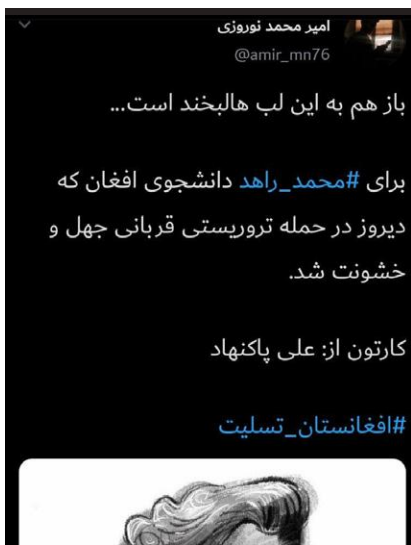 امیر محمد نوروزی
@amir_mn76
باز هم به این لب هالبخند است...
برای #محمد_راهد دانشجوی افغان که
دیروز در حمله تروریستی قربانی جهل و
خشونت شد.
کارتون از: علی پاکنهاد
#افغانستان_تسلیت